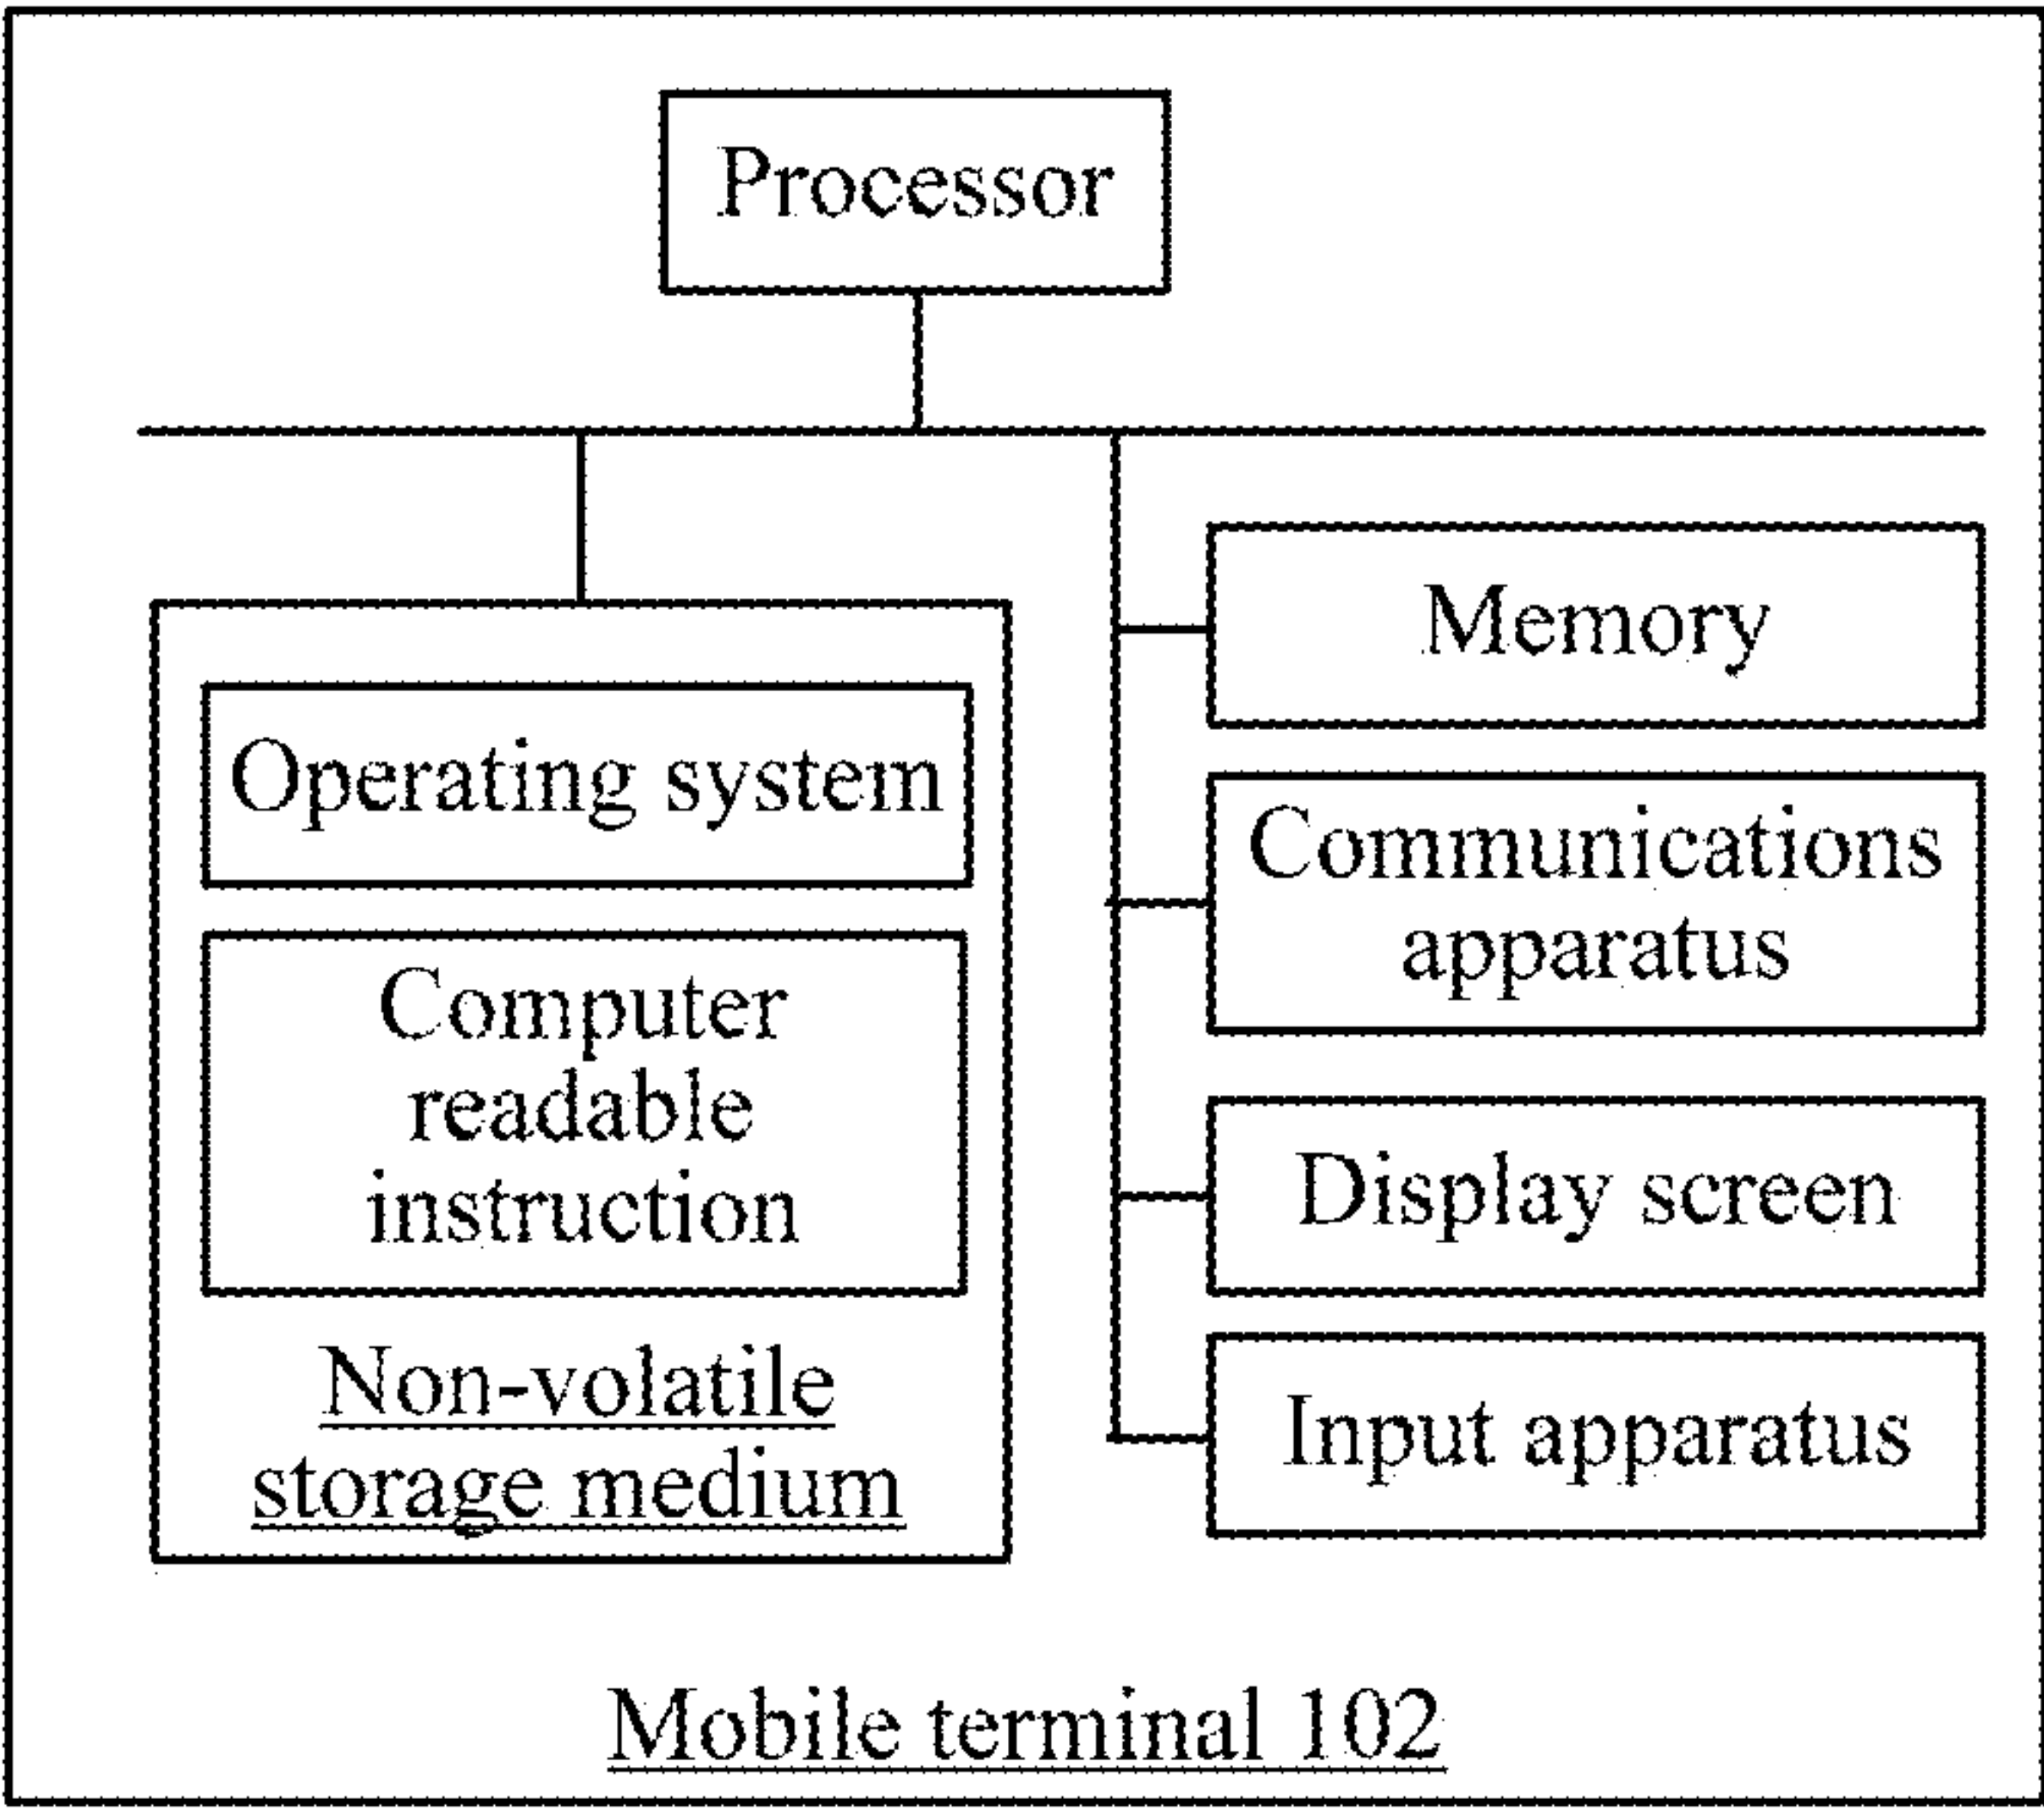 Processor
Operating system
Computer
readable
instruction
Non-volatile
storage medium
Memory
Communications
apparatus
Display screen
Input apparatus
Mobile terminal 102